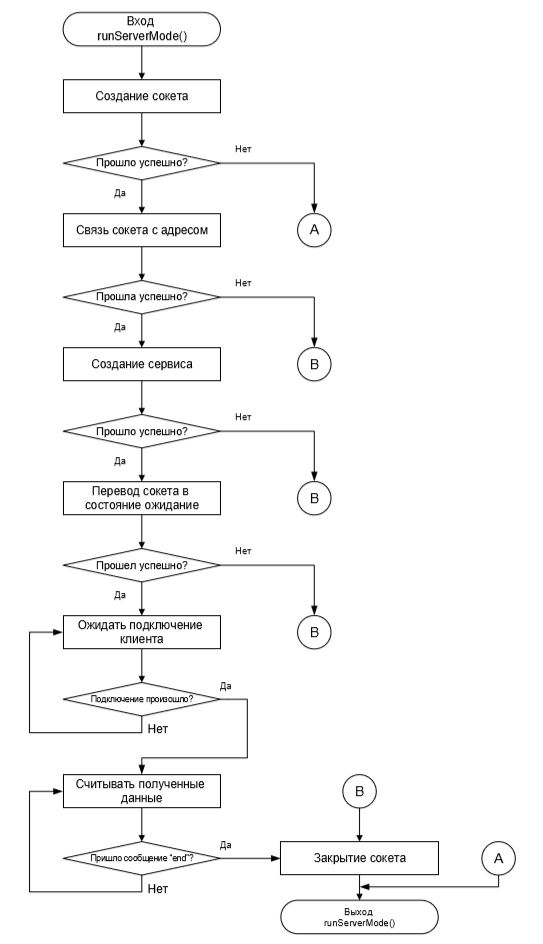 Вход
runServerMode()
Создание сокета
Нет
Прошло успешно?
Да
Связь сокета с адресом
A
Нет
Прошла успешно?
Да
Создание сервиса
B
Нет
Прошло успешно?
Да
Перевод сокета в
состояние ожидание
B
Нет
Прошел успешно?
Да
Ожидать подключение
клиента
B
Да
Подключение произошло?
Нет
Считывать полученные
данные
B
Да
Пришло сообщение "end"?
Закрытие сокета
A
Нет
Выход
runServerMode()